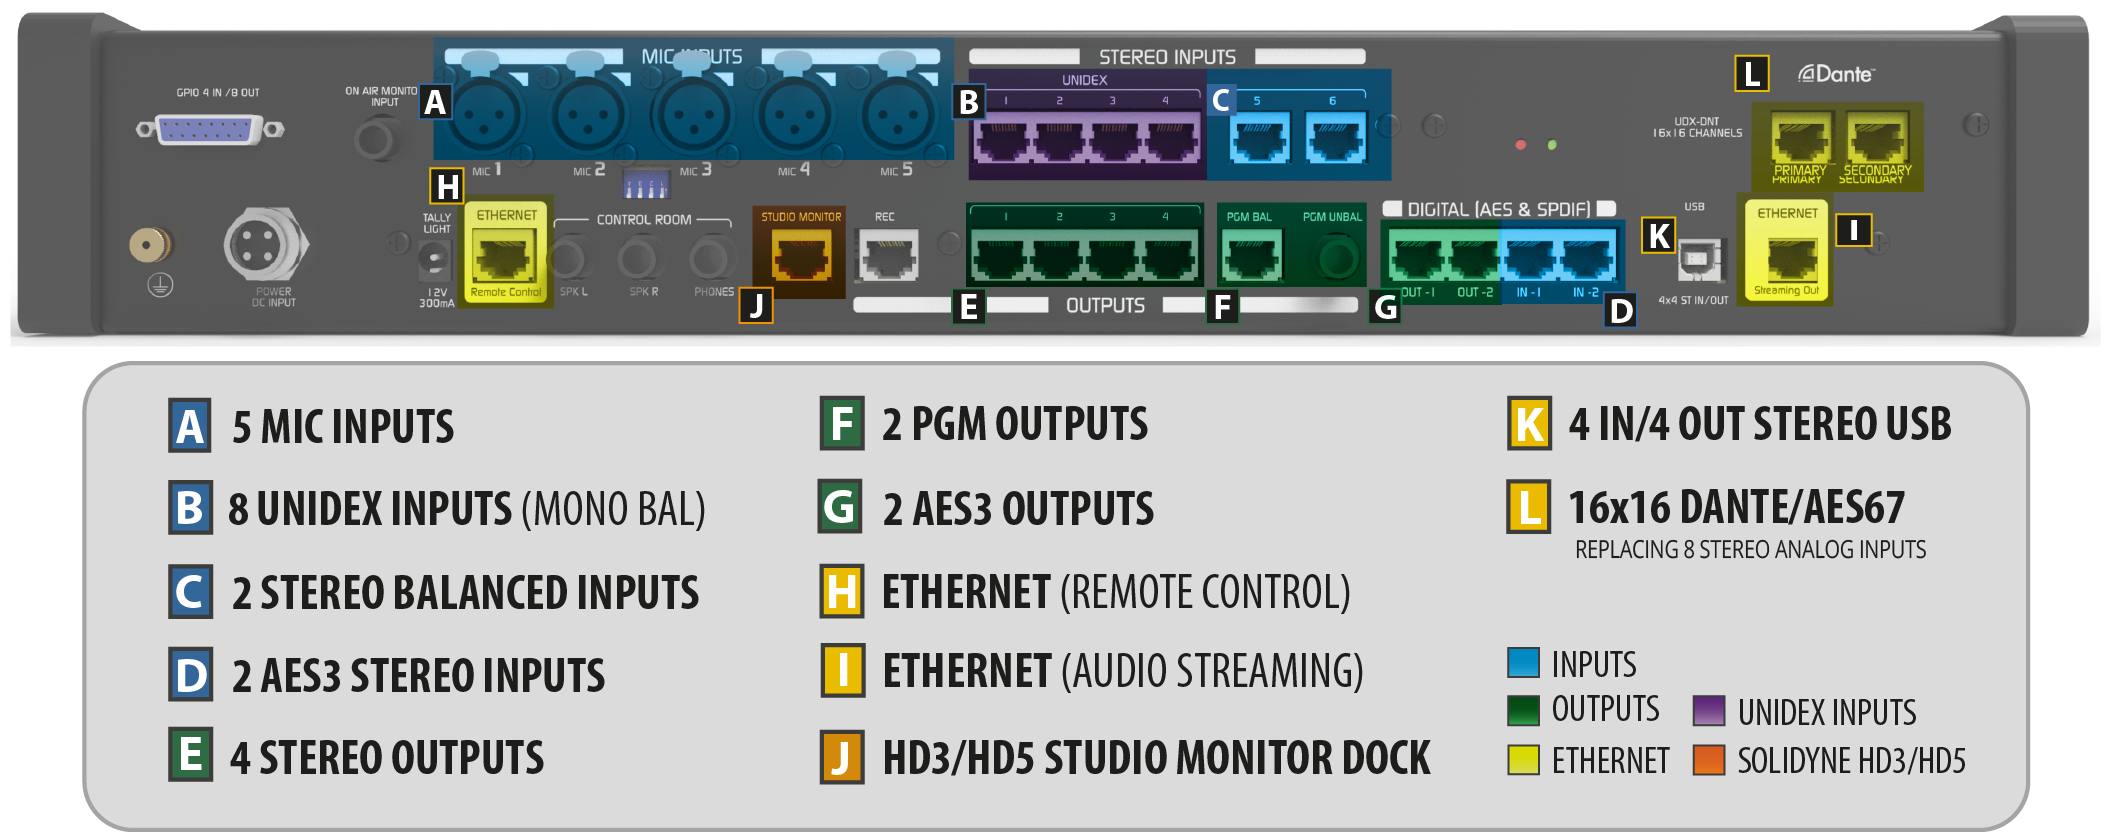 MIC INPUTS
STEREO INPUTS
L
Dante
GPIO 4 IN /8 OUT
ON AIR MONITO
INPUT
A
B
UNIDEX
1 2 3 4
C
5 6
UDX-DNT
16x16 CHANNELS
MIC 1
MIC 2
MIC 3
MIC 4
MIC 5
PRIMARY
SECONDARY
PRIMARY
SECUNDARY
H
TALLY
LIGHT
ETHERNET
CONTROL ROOM
STUDIO MONITOR
REC
1 2 3 4
PGM BAL
PGM UNBAL
DIGITAL (AES & SPDIF)
K
USB
ETHERNET
I
POWER
DC INPUT
12V
300mA
Remote Control
SPK L
SPK R
PHONES
J
E
OUTPUTS
F
G
OUT -1
OUT -2
IN -1
IN -2
D
4x4 ST IN/OUT
Streaming Out
A 5 MIC INPUTS
B 8 UNIDEX INPUTS (MONO BAL)
C 2 STEREO BALANCED INPUTS
D 2 AES3 STEREO INPUTS
E 4 STEREO OUTPUTS
F 2 PGM OUTPUTS
G 2 AES3 OUTPUTS
H ETHERNET (REMOTE CONTROL)
I ETHERNET (AUDIO STREAMING)
J HD3/HD5 STUDIO MONITOR DOCK
K 4 IN/4 OUT STEREO USB
L 16x16 DANTE/AES67
REPLACING 8 STEREO ANALOG INPUTS
INPUTS
OUTPUTS
UNIDEX INPUTS
ETHERNET
SOLIDYNE HD3/HD5